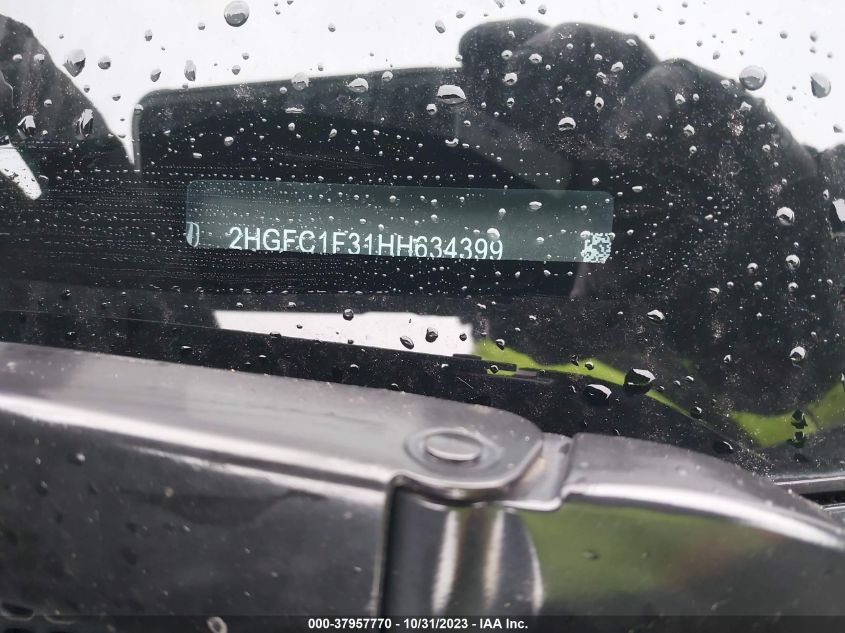 2HGFC1F31HH634399
000-37957770 - 10/31/2023 - IAA Inc.